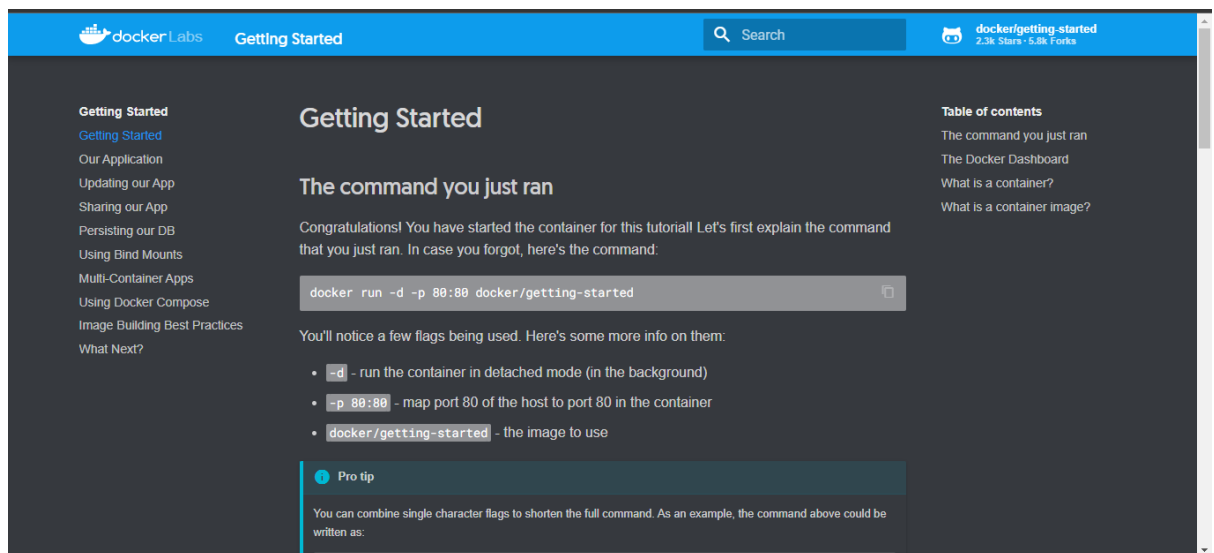 dockerLabs
Getting Started
Search
docker/getting-started
2.3k Stars · 5.8k Forks
Getting Started
Getting Started
Our Application
Updating our App
Sharing our App
Persisting our DB
Using Bind Mounts
Multi-Container Apps
Using Docker Compose
Image Building Best Practices
What Next?
Getting Started
The command you just ran
Congratulations! You have started the container for this tutorial! Let's first explain the command
that you just ran. In case you forgot, here's the command:
docker run -d -p 80:80 docker/getting-started
You'll notice a few flags being used. Here's some more info on them:
• -d - run the container in detached mode (in the background)
• -p 80:80 - map port 80 of the host to port 80 in the container
• docker/getting-started - the image to use
Pro tip
You can combine single character flags to shorten the full command. As an example, the command above could be
written as:
Table of contents
The command you just ran
The Docker Dashboard
What is a container?
What is a container image?